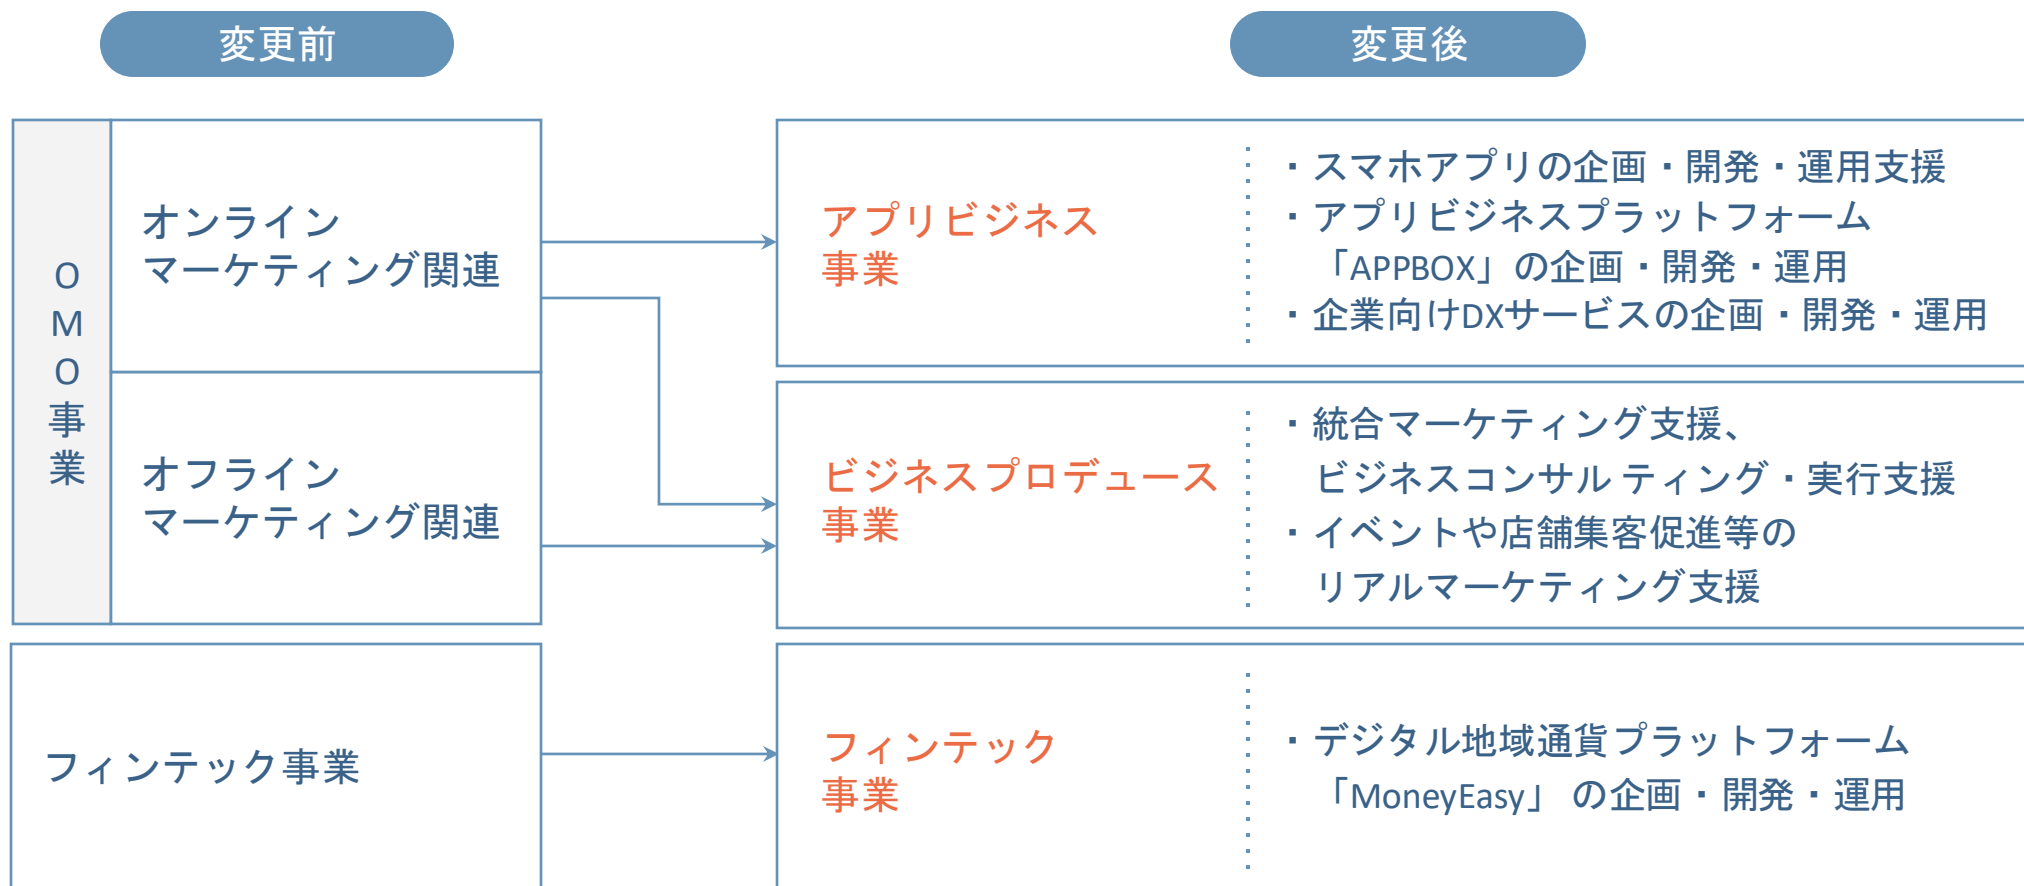 変更前
変更後
OMO事業
オンライン
マーケティング関連
オフライン
マーケティング関連
フィンテック事業
アプリビジネス
事業
・スマホアプリの企画・開発・運用支援
・アプリビジネスプラットフォーム
「APPBOX」の企画・開発・運用
・企業向けDXサービスの企画・開発・運用
ビジネスプロデュース
事業
・統合マーケティング支援、
ビジネスコンサルティング・実行支援
・イベントや店舗集客促進等の
リアルマーケティング支援
フィンテック
事業
・デジタル地域通貨プラットフォーム
「MoneyEasy」の企画・開発・運用